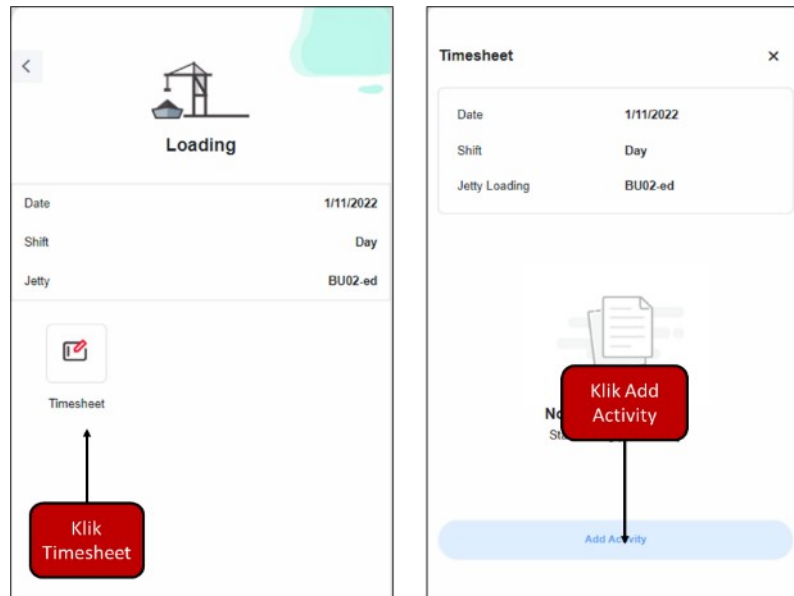 Loading
Date 1/11/2022
Shift Day
Jetty BU02-ed
Timesheet
Klik
Timesheet
Timesheet
Date 1/11/2022
Shift Day
Jetty Loading BU02-ed
Klik Add
Activity
Add Activity